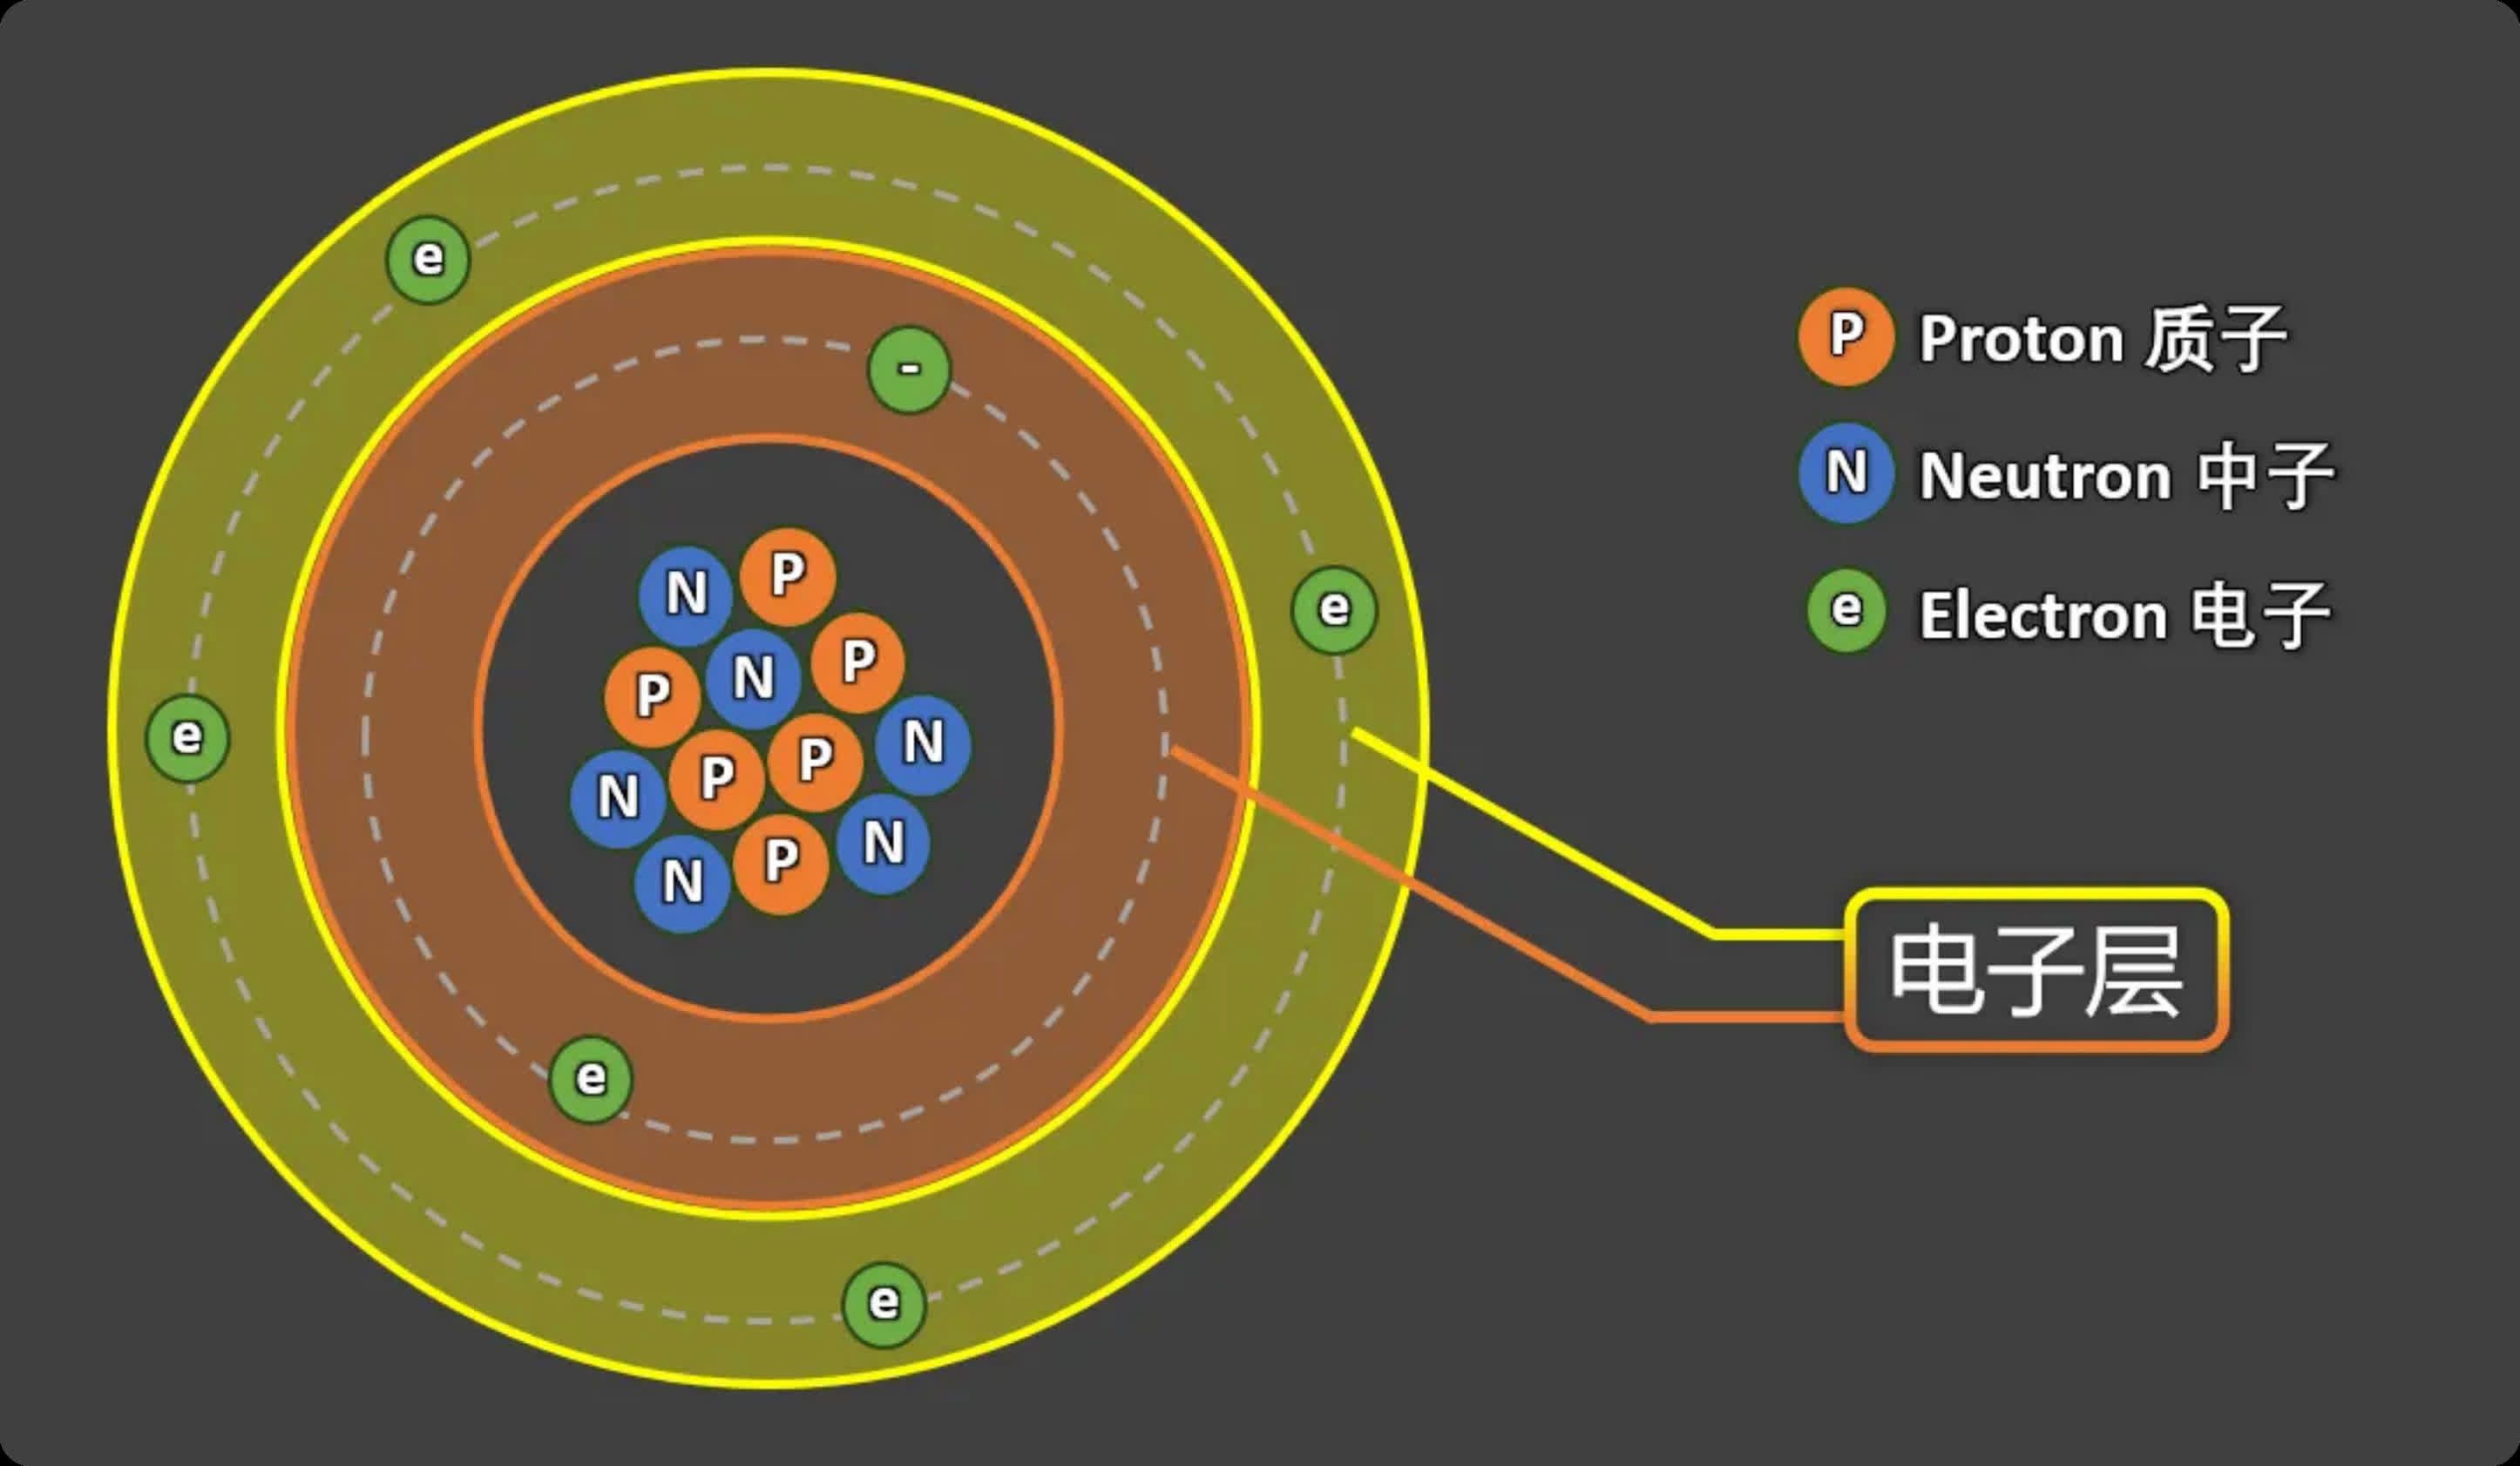 e
-
N P
P N P
e
e
N
P P
N
N
P
N
e
e
P Proton 质子
N Neutron 中子
e Electron 电子
电子层